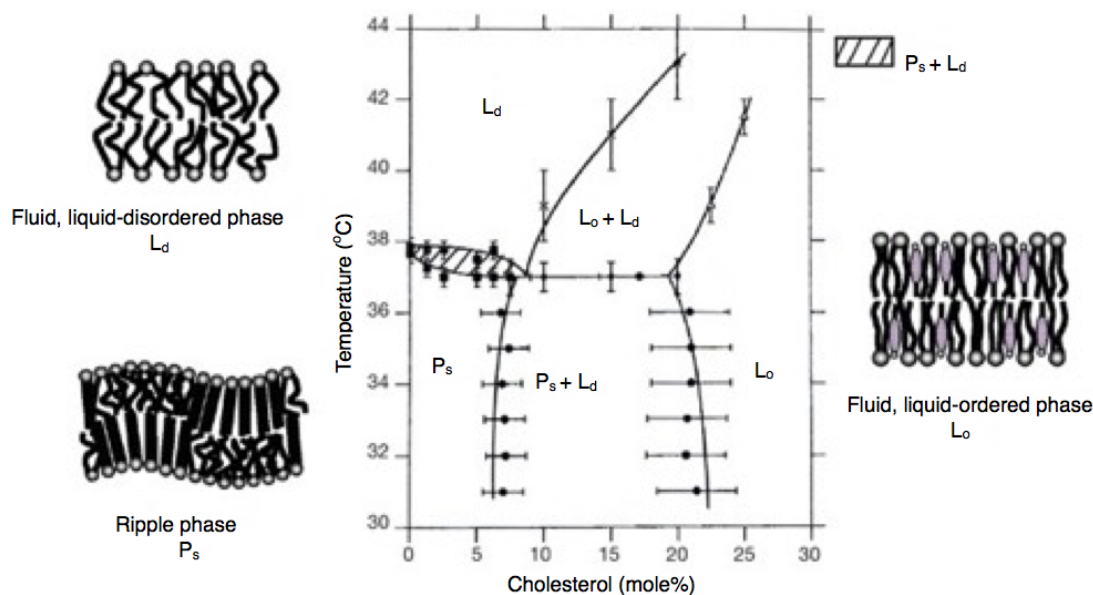 Fluid, liquid-disordered phase
Ld
Ripple phase
Ps
Temperature (°C)
44
42
40
38
36
34
32
30
0
5
10
15
20
25
30
Cholesterol (mole%)
Ld
Lo + Ld
Ps
Ps + Ld
Lo
Ps + Ld
Fluid, liquid-ordered phase
Lo